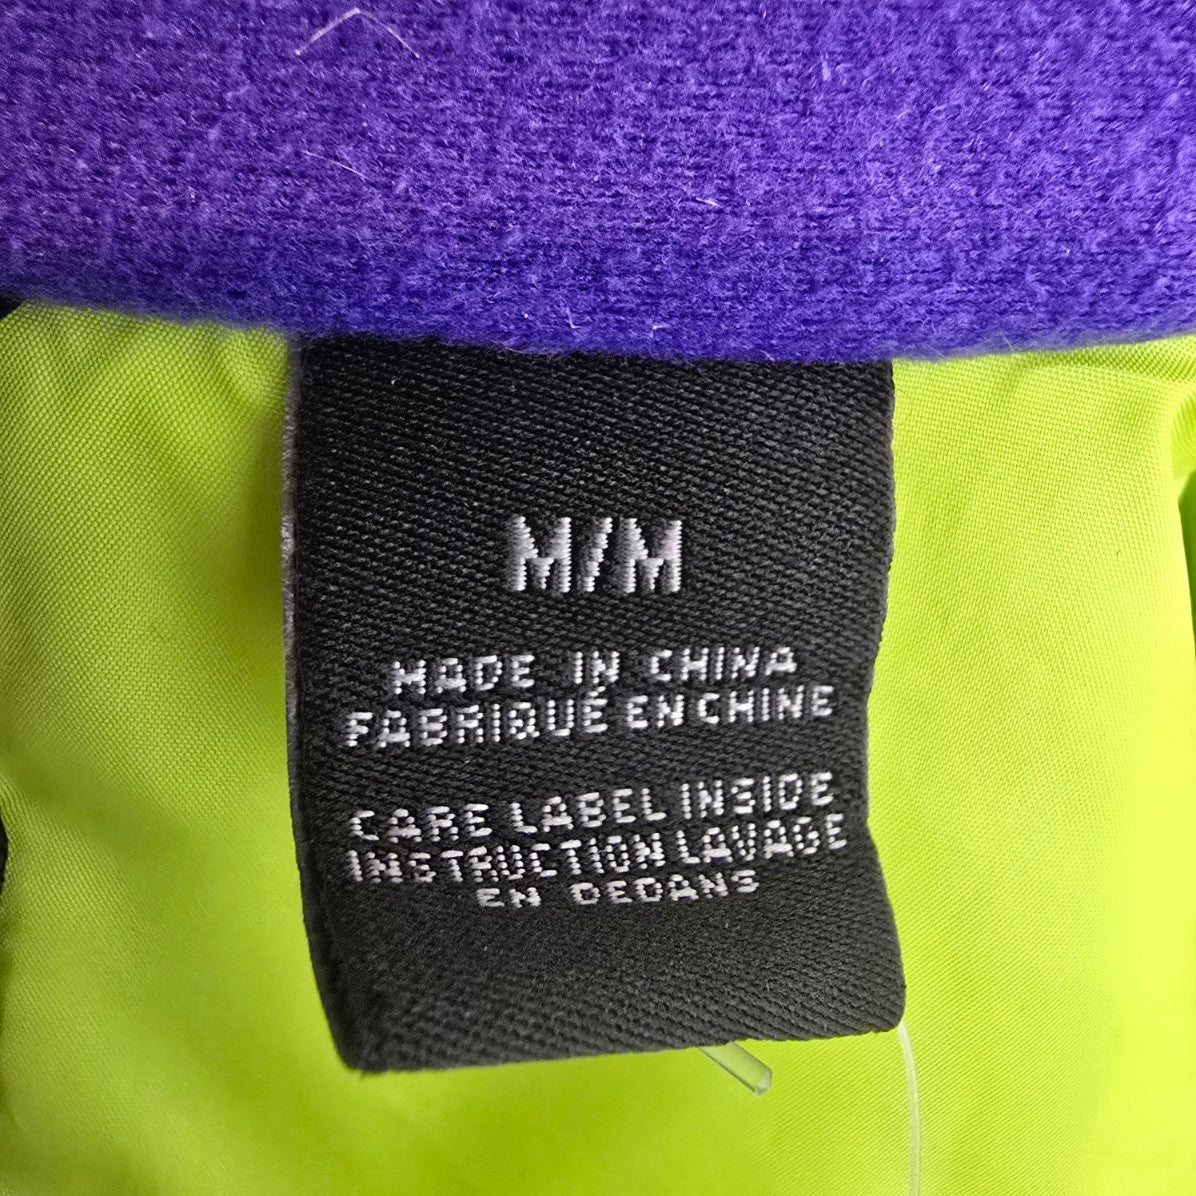 M/M
MADE IN CHINA
FABRIQUÉ EN CHINE
CARE LABEL INSIDE
INSTRUCTION LAVAGE
EN DEDANS